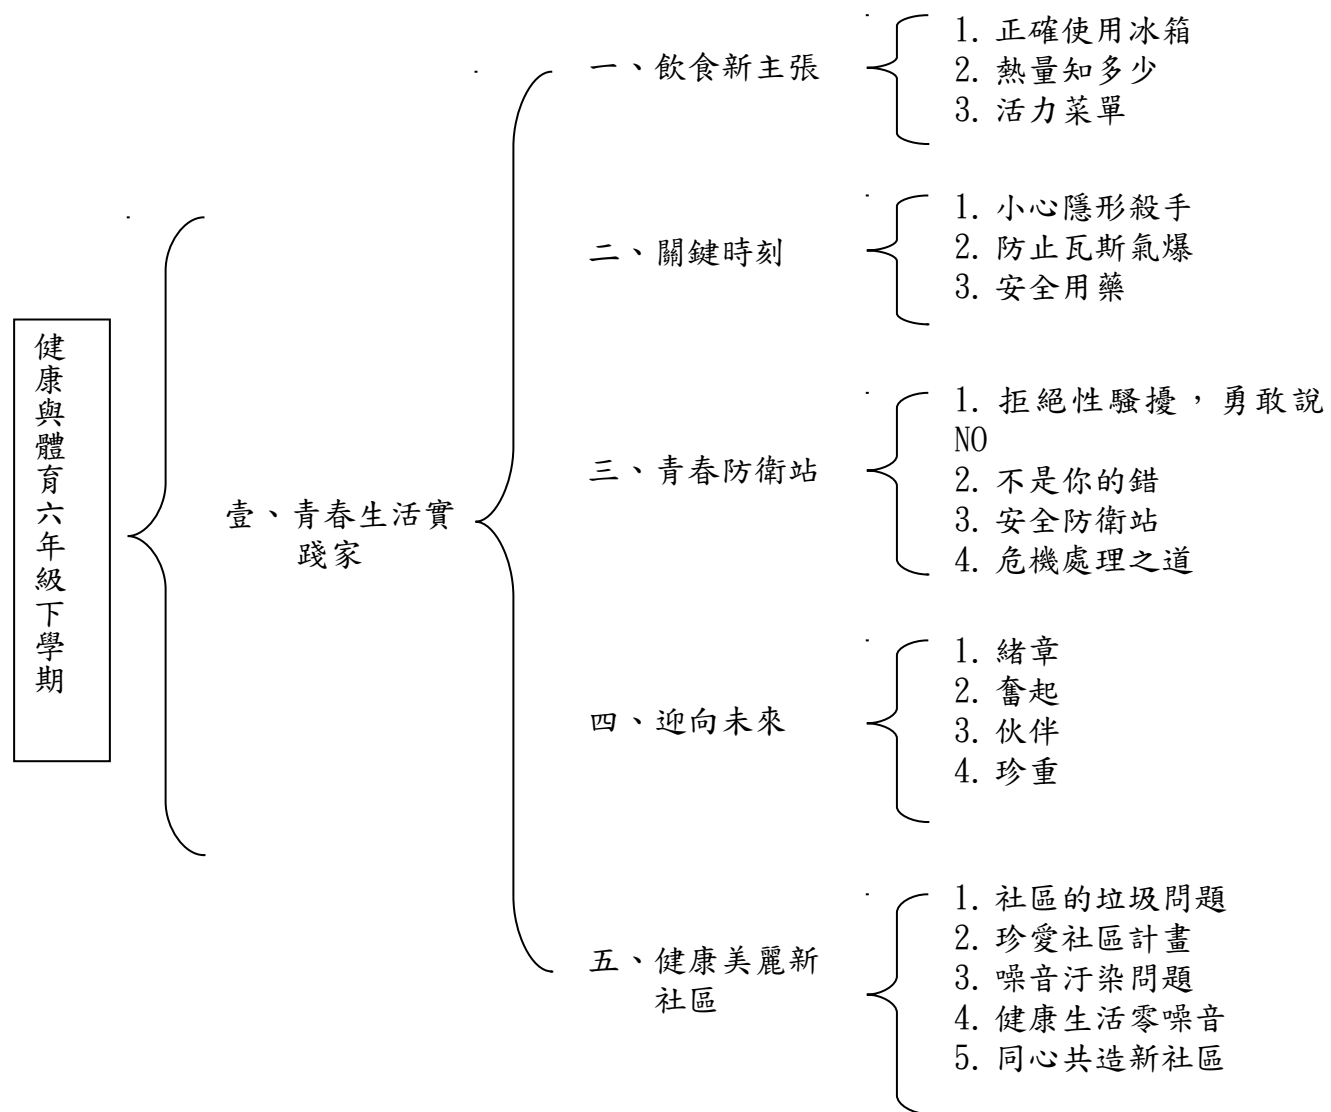 健康與體育六年級下學期
壹、青春生活實
踐家
一、飲食新主張
1. 正確使用冰箱
2. 熱量知多少
3. 活力菜單
二、關鍵時刻
1. 小心隱形殺手
2. 防止瓦斯氣爆
3. 安全用藥
三、青春防衛站
1. 拒絕性騷擾，勇敢說
NO
2. 不是你的錯
3. 安全防衛站
4. 危機處理之道
四、迎向未來
1. 緒章
2. 奮起
3. 伙伴
4. 珍重
五、健康美麗新
社區
1. 社區的垃圾問題
2. 珍愛社區計畫
3. 噪音汙染問題
4. 健康生活零噪音
5. 同心共造新社區